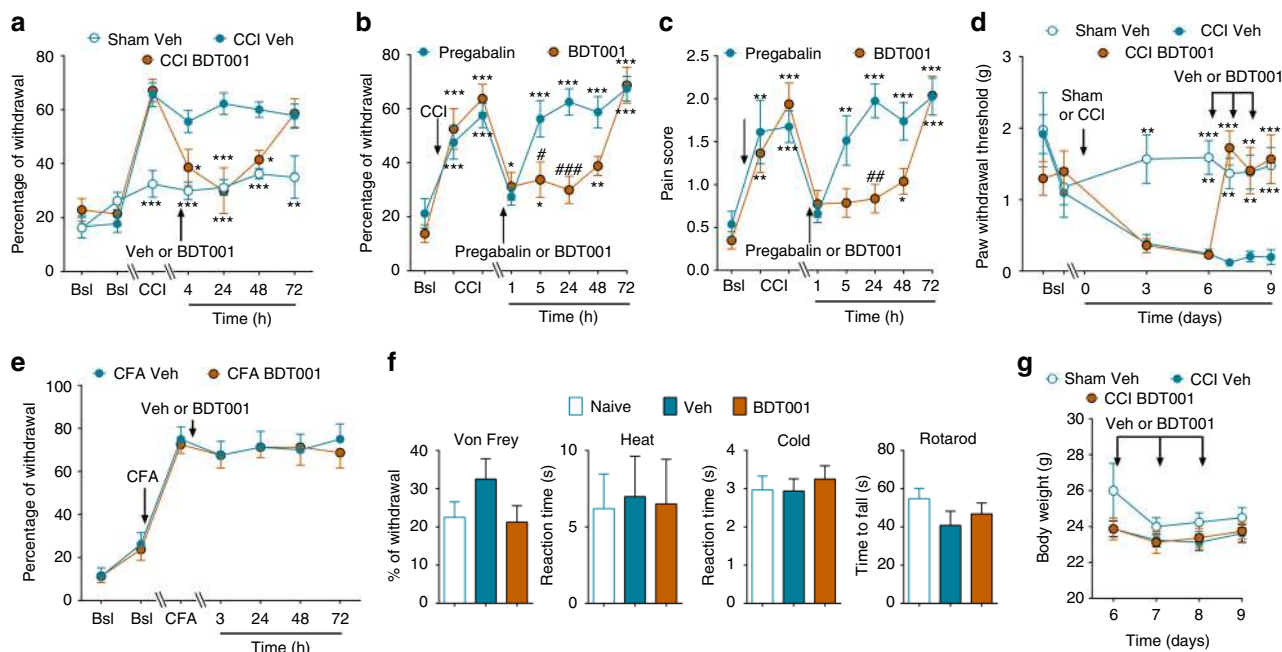 a
Sham Veh CCI Veh
CCI BDT001
Percentage of withdrawal
80
60
40
20
0
*
***
***
*
***
***
***
***
**
Veh or BDT001
Bsl Bsl CCI 4 24 48 72
Time (h)
b
Pregabalin BDT001
Percentage of withdrawal
80
60
40
20
0
CCI
***
***
***
***
*
***
#
*
***
###
***
**
***
***
Pregabalin or BDT001
Bsl CCI 1 5 24 48 72
Time (h)
c
Pregabalin BDT001
Pain score
2.5
2.0
1.5
1.0
0.5
0.0
**
**
***
***
**
***
##
***
*
***
***
Pregabalin or BDT001
Bsl CCI 1 5 24 48 72
Time (h)
d
Sham Veh CCI Veh
CCI BDT001
Veh or BDT001
Sham
or CCI
Paw withdrawal threshold (g)
3
2
1
0
**
***
**
***
**
**
**
***
***
Bsl 0 3 6 9
Time (days)
e
CFA Veh CFA BDT001
Veh or BDT001
CFA
Percentage of withdrawal
100
80
60
40
20
0
Bsl Bsl CFA 3 24 48 72
Time (h)
f
Naive Veh BDT001
Von Frey
% of withdrawal
40
30
20
10
0
Heat
Reaction time (s)
10
5
0
Cold
Reaction time (s)
5
4
3
2
1
0
Rotarod
Time to fall (s)
80
60
40
20
0
g
Sham Veh CCI Veh
CCI BDT001
Veh or BDT001
Body weight (g)
28
26
24
22
20
6 7 8 9
Time (days)